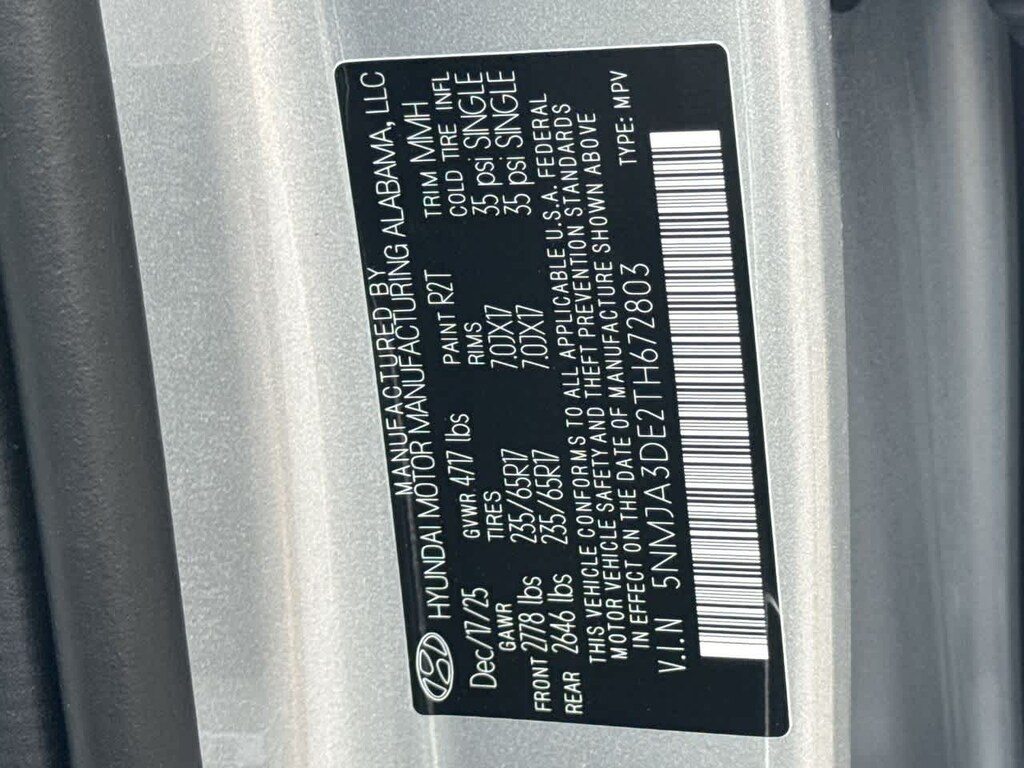 MANUFACTURED BY
HYUNDAI MOTOR MANUFACTURING ALABAMA, LLC
Dec/17/25 GVWR 4717 lbs PAINT R2T TRIM MMH
GAWR TIRES RIMS COLD TIRE INFL
FRONT 2778 lbs 235/65R17 7.0JX17 35 psi SINGLE
REAR 2646 lbs 235/65R17 7.0JX17 35 psi SINGLE
THIS VEHICLE CONFORMS TO ALL APPLICABLE U.S.A. FEDERAL
MOTOR VEHICLE SAFETY AND THEFT PREVENTION STANDARDS
IN EFFECT ON THE DATE OF MANUFACTURE SHOWN ABOVE
V.I.N 5NMJA3DE2TH672803 TYPE: MPV